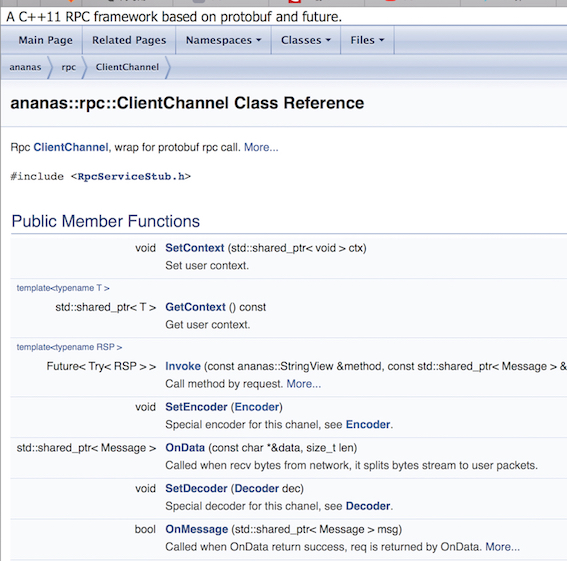 A C++11 RPC framework based on protobuf and future.
Main Page Related Pages Namespaces Classes Files
ananas rpc ClientChannel
ananas::rpc::ClientChannel Class Reference
Rpc ClientChannel, wrap for protobuf rpc call. More...
#include <RpcServiceStub.h>
Public Member Functions
void SetContext (std::shared_ptr< void > ctx)
Set user context.
template<typename T >
std::shared_ptr< T > GetContext () const
Get user context.
template<typename RSP >
Future< Try< RSP > > Invoke (const ananas::StringView &method, const std::shared_ptr< Message > &
Call method by request. More...
void SetEncoder (Encoder)
Special encoder for this chanel, see Encoder.
std::shared_ptr< Message > OnData (const char *&data, size_t len)
Called when recv bytes from network, it splits bytes stream to user packets.
void SetDecoder (Decoder dec)
Special decoder for this chanel, see Decoder.
bool OnMessage (std::shared_ptr< Message > msg)
Called when OnData return success, req is returned by OnData. More...